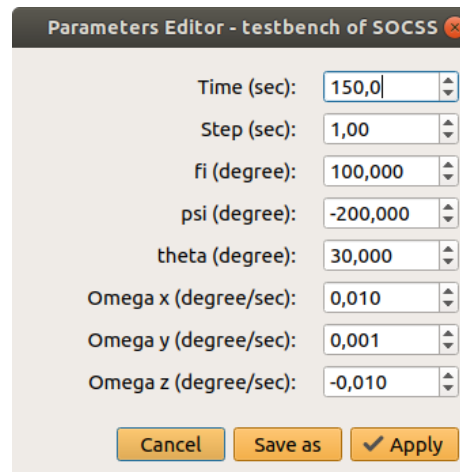 Parameters Editor - testbench of SOCSS
Time (sec): 150,0
Step (sec): 1,00
fi (degree): 100,000
psi (degree): -200,000
theta (degree): 30,000
Omega x (degree/sec): 0,010
Omega y (degree/sec): 0,001
Omega z (degree/sec): -0,010
Cancel Save as Apply